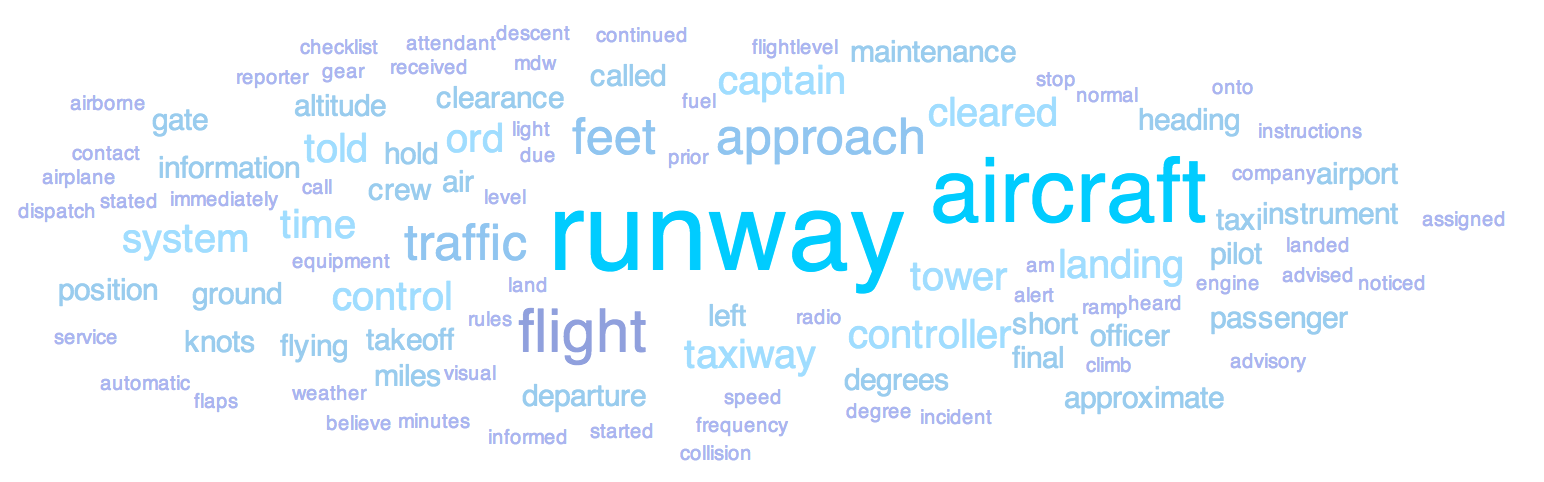 descent
continued
checklist
attendant
flightlevel
maintenance
reporter
gear
received
mdw
called
captain
stop
normal
onto
airborne
altitude
clearance
fuel
cleared
gate
heading
instructions
told
hold
ord
light
feet
approach
contact
information
due
prior
airplane
call
crew
air
aircraft
company
airport
dispatch
stated
immediately
level
system
time
traffic
runway
taxi
instrument
assigned
equipment
pilot
landed
position
ground
control
land
tower
am
landing
engine
advised
noticed
alert
ramp
heard
service
rules
flight
left
radio
controller
short
officer
passenger
knots
flying
takeoff
taxiway
final
climb
advisory
automatic
miles
visual
degrees
flaps
weather
departure
speed
approximate
believe
minutes
degree
incident
informed
started
frequency
collision